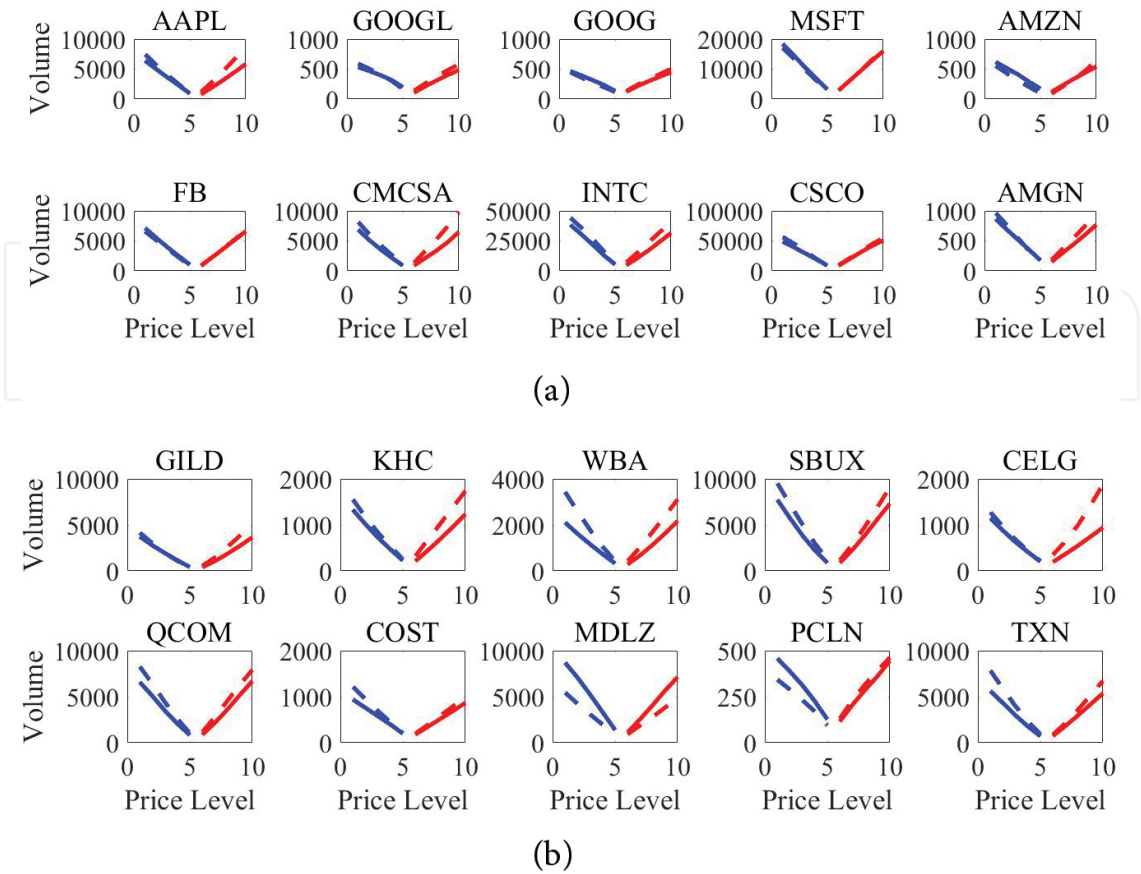 AAPL GOOGL GOOG MSFT AMZN
10000 1000 1000 20000 1000
Volume 5000 500 500 10000 500
0 0 0 0 0
0 5 10 0 5 10 0 5 10 0 5 10 0 5 10
FB CMCSA INTC CSCO AMGN
10000 10000 50000 100000 1000
Volume 5000 5000 25000 50000 500
0 0 0 0 0
0 5 10 0 5 10 0 5 10 0 5 10 0 5 10
Price Level Price Level Price Level Price Level Price Level
(a)
GILD KHC WBA SBUX CELG
10000 2000 4000 10000 2000
Volume 5000 1000 2000 5000 1000
0 0 0 0 0
0 5 10 0 5 10 0 5 10 0 5 10 0 5 10
QCOM COST MDLZ PCLN TXN
10000 2000 10000 500 10000
Volume 5000 1000 5000 250 5000
0 0 0 0 0
0 5 10 0 5 10 0 5 10 0 5 10 0 5 10
Price Level Price Level Price Level Price Level Price Level
(b)